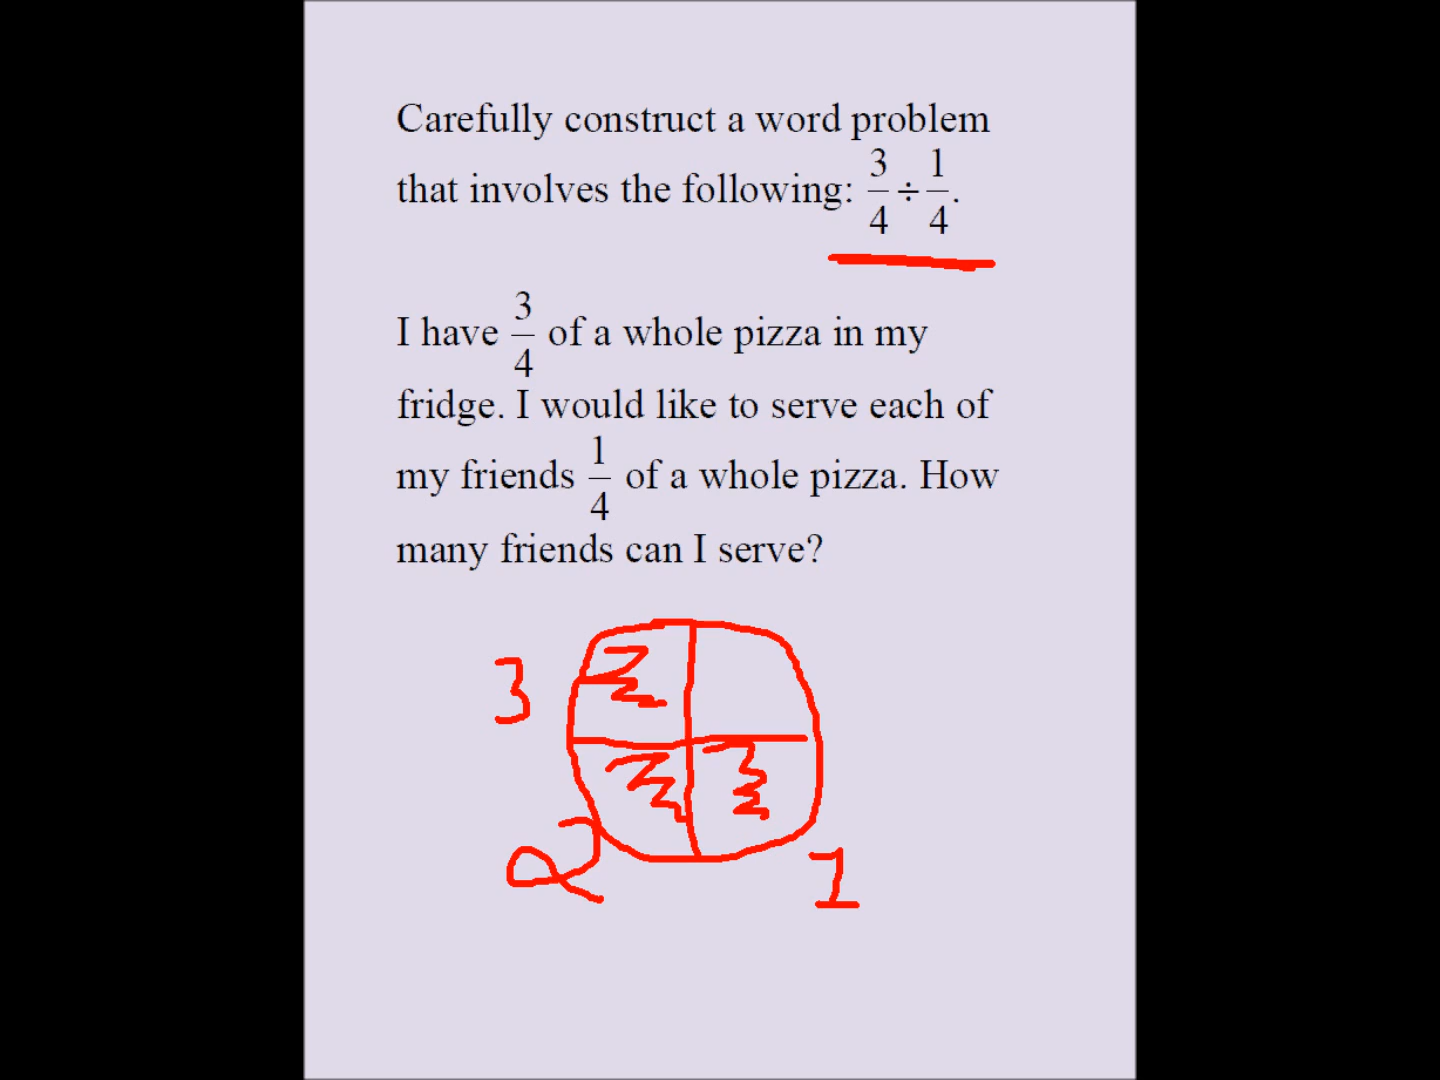 Carefully construct a word problem
that involves the following: 3/4 ÷ 1/4.
I have 3/4 of a whole pizza in my
fridge. I would like to serve each of
my friends 1/4 of a whole pizza. How
many friends can I serve?
3
2
1